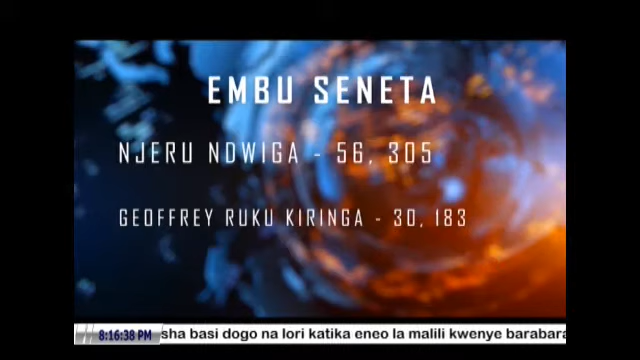 EMBU SENETA
NJERU NDWIGA - 56, 305
GEOFFREY RUKU KIRINGA - 30, 183
8:16:38 PM
sha basi dogo na lori katika eneo la malili kwenye barabara